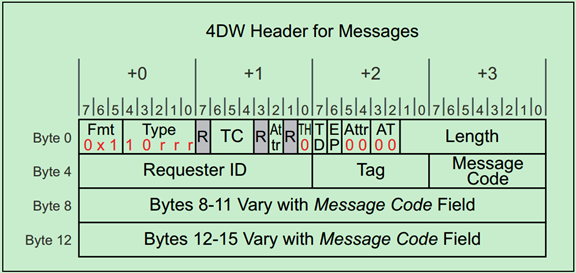 4DW Header for Messages
+0 +1 +2 +3
7 6 5 4 3 2 1 0 7 6 5 4 3 2 1 0 7 6 5 4 3 2 1 0 7 6 5 4 3 2 1 0
Byte 0 Fmt 0 x 1 Type 1 0 r r r R TC R At tr R TH 0 T D E P Attr 0 0 AT 0 0 Length
Byte 4 Requester ID Tag Message Code
Byte 8 Bytes 8-11 Vary with Message Code Field
Byte 12 Bytes 12-15 Vary with Message Code Field